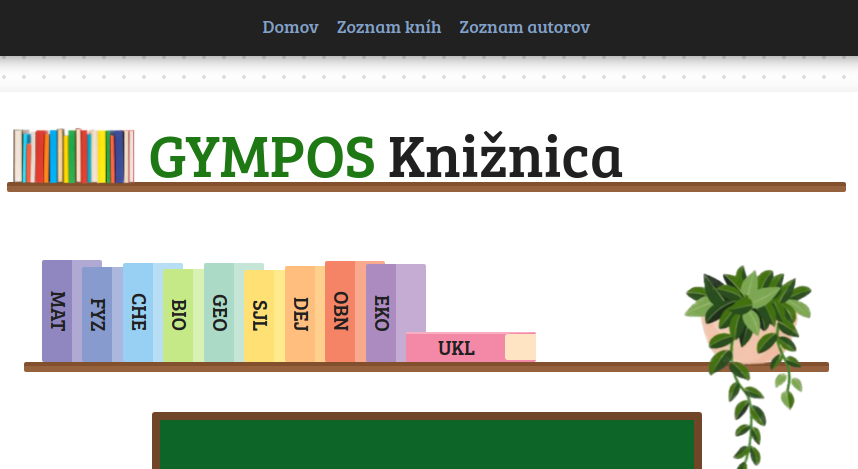 Domov Zoznam kníh Zoznam autorov
GYMPOS Knižnica
MAT FYZ CHE BIO GEO SJL DEJ OBN EKO
UKL